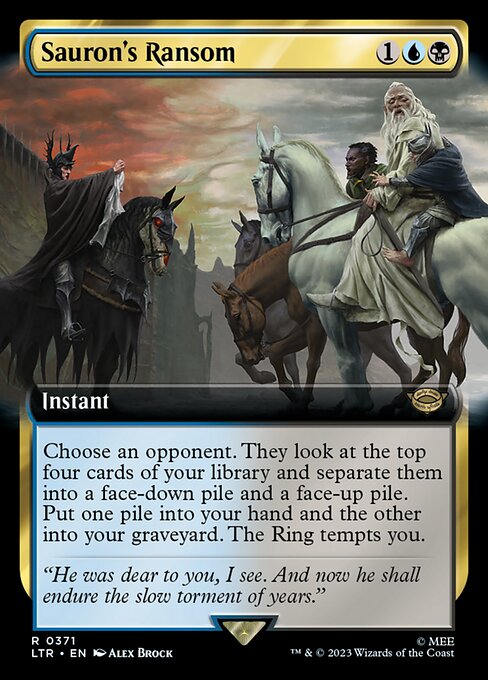 Sauron's Ransom 1
Instant
Choose an opponent. They look at the top
four cards of your library and separate them
into a face-down pile and a face-up pile.
Put one pile into your hand and the other
into your graveyard. The Ring tempts you.
“He was dear to you, I see. And now he shall
endure the slow torment of years.”
R 0371
LTR • EN Alex Brock
© MEE
™ & © 2023 Wizards of the Coast